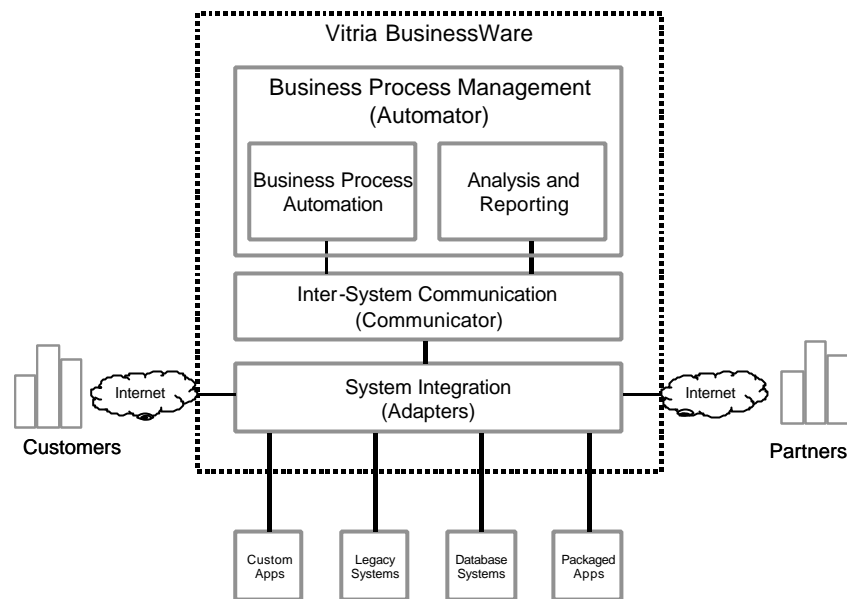 Vitria BusinessWare
Business Process Management
(Automator)
Business Process
Automation
Analysis and
Reporting
Inter-System Communication
(Communicator)
System Integration
(Adapters)
Internet
Customers
Internet
Partners
Custom
Apps
Legacy
Systems
Database
Systems
Packaged
Apps